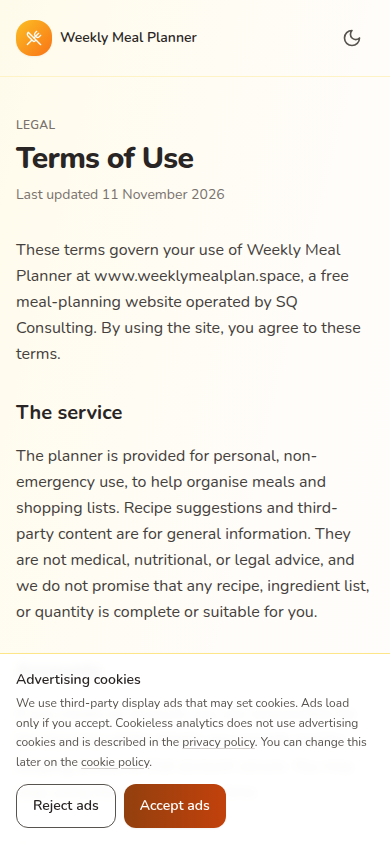 Weekly Meal Planner
LEGAL
Terms of Use
Last updated 11 November 2026
These terms govern your use of Weekly Meal
Planner at www.weeklymealplan.space, a free
meal-planning website operated by SQ
Consulting. By using the site, you agree to these
terms.
The service
The planner is provided for personal, non-
emergency use, to help organise meals and
shopping lists. Recipe suggestions and third-
party content are for general information. They
are not medical, nutritional, or legal advice, and
we do not promise that any recipe, ingredient list,
or quantity is complete or suitable for you.
Advertising cookies
We use third-party display ads that may set cookies. Ads load
only if you accept. Cookieless analytics does not use advertising
cookies and is described in the privacy policy. You can change this
later on the cookie policy.
Reject ads
Accept ads